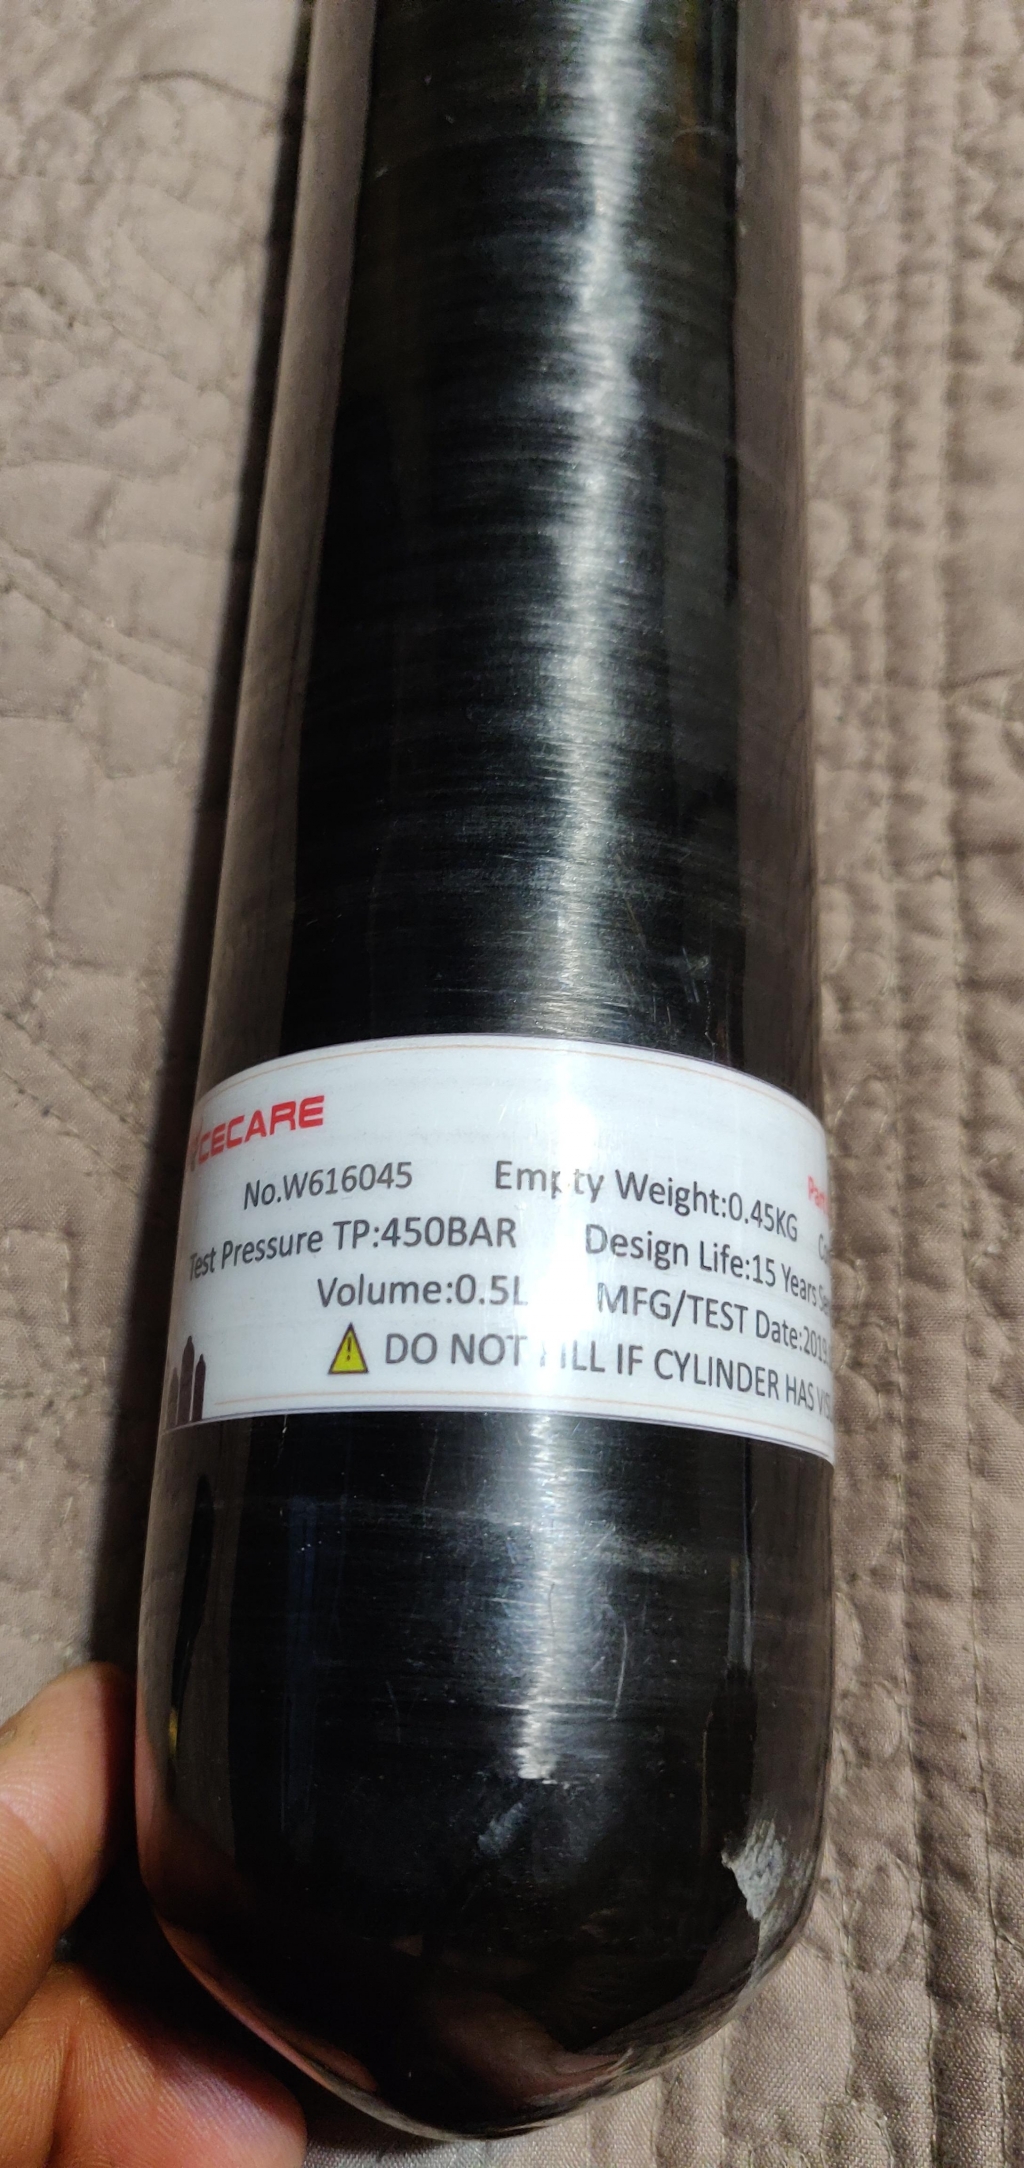 CECARE
No.W616045 Empty Weight:0.45KG
Test Pressure TP:450BAR Design Life:15 Years
Volume:0.5L MFG/TEST Date:2019
DO NOT FILL IF CYLINDER HAS